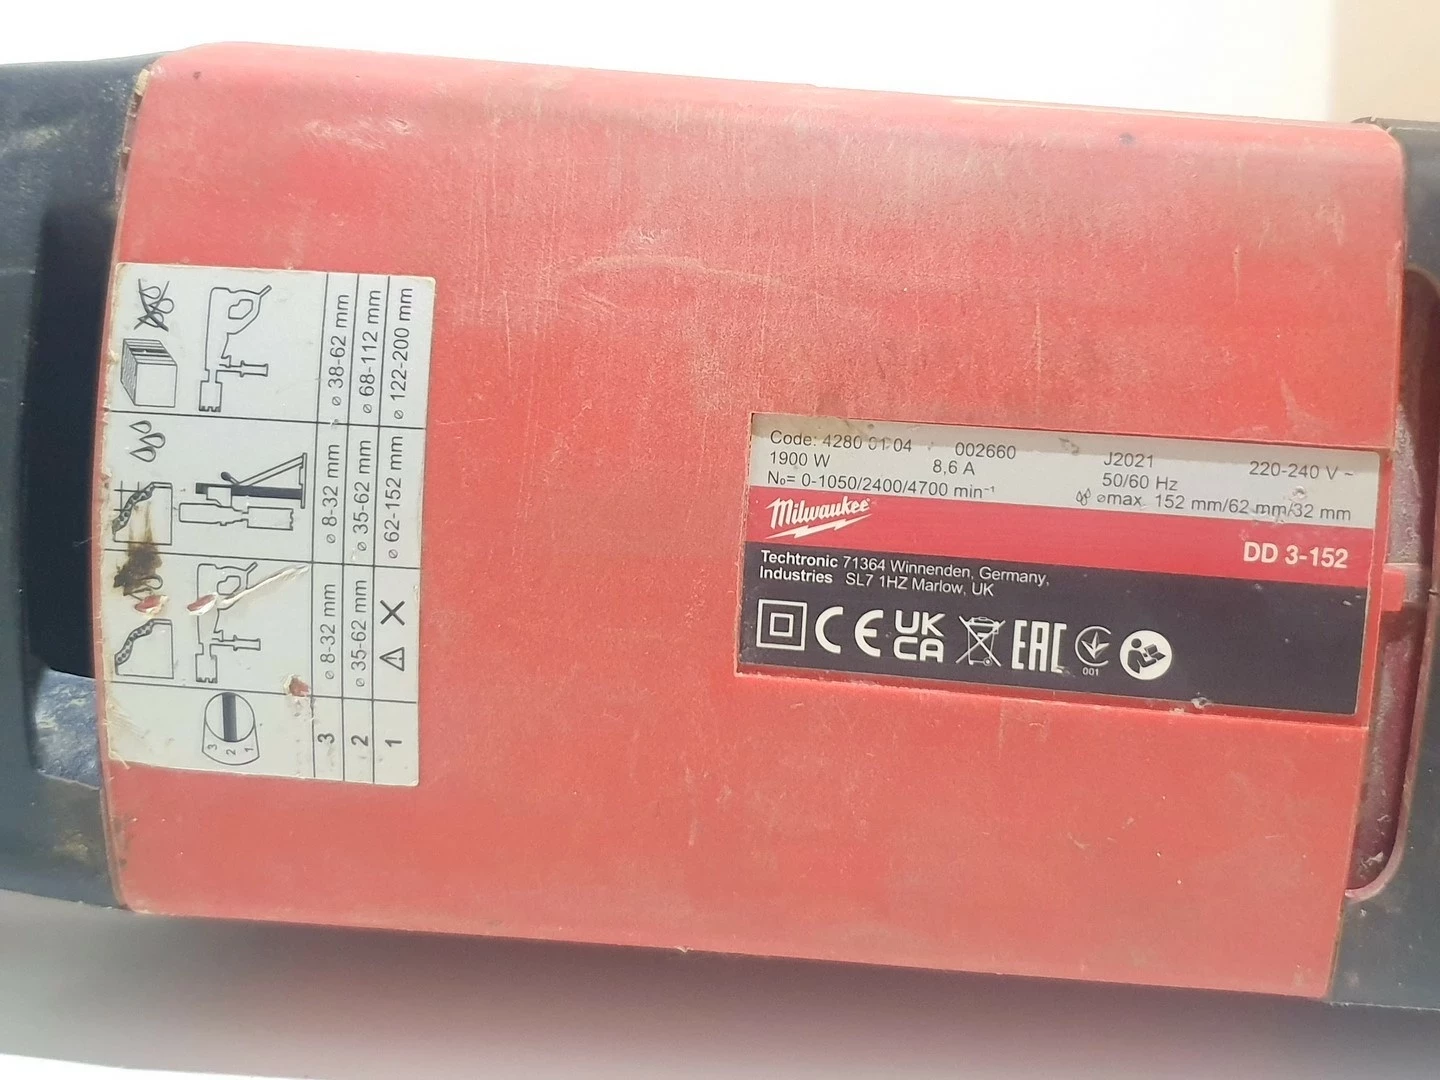 3 2 1
3 ⌀ 8-32 mm ⌀ 8-32 mm ⌀ 38-62 mm
2 ⌀ 35-62 mm ⌀ 35-62 mm ⌀ 68-112 mm
1 ⌀ 62-152 mm ⌀ 122-200 mm
Code: 4280 01 04 002660 J2021 220-240 V ~
1900 W 8,6 A 50/60 Hz
N₀= 0-1050/2400/4700 min⁻¹ ⌀max. 152 mm/62 mm/32 mm
Milwaukee
DD 3-152
Techtronic 71364 Winnenden, Germany,
Industries SL7 1HZ Marlow, UK
CE UK CA EAC
001